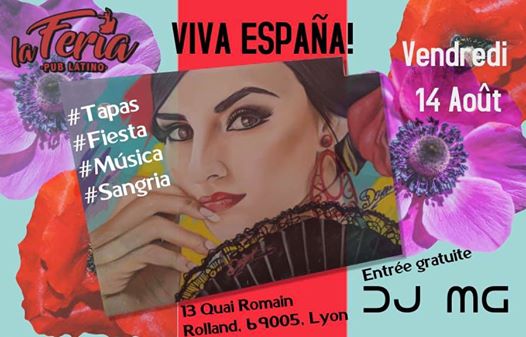 la Feria
PUB LATINO
VIVA ESPAÑA!
Vendredi
14 Août
#Tapas
#Fiesta
#Música
#Sangria
Entrée gratuite
DJ MG
13 Quai Romain
Rolland, 69005, Lyon